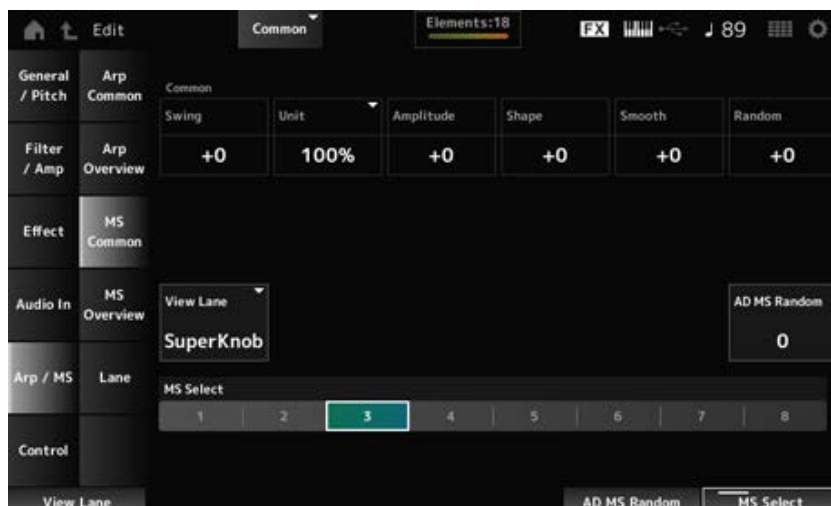 Edit
Common
Elements:18
FX
♩ 89
General / Pitch
Arp Common
Filter / Amp
Arp Overview
Effect
MS Common
Audio In
MS Overview
Arp / MS
Lane
Control
Common
Swing Unit Amplitude Shape Smooth Random
+0 100% +0 +0 +0 +0
View Lane
SuperKnob
AD MS Random
0
MS Select
1 2 3 4 5 6 7 8
View Lane AD MS Random MS Select